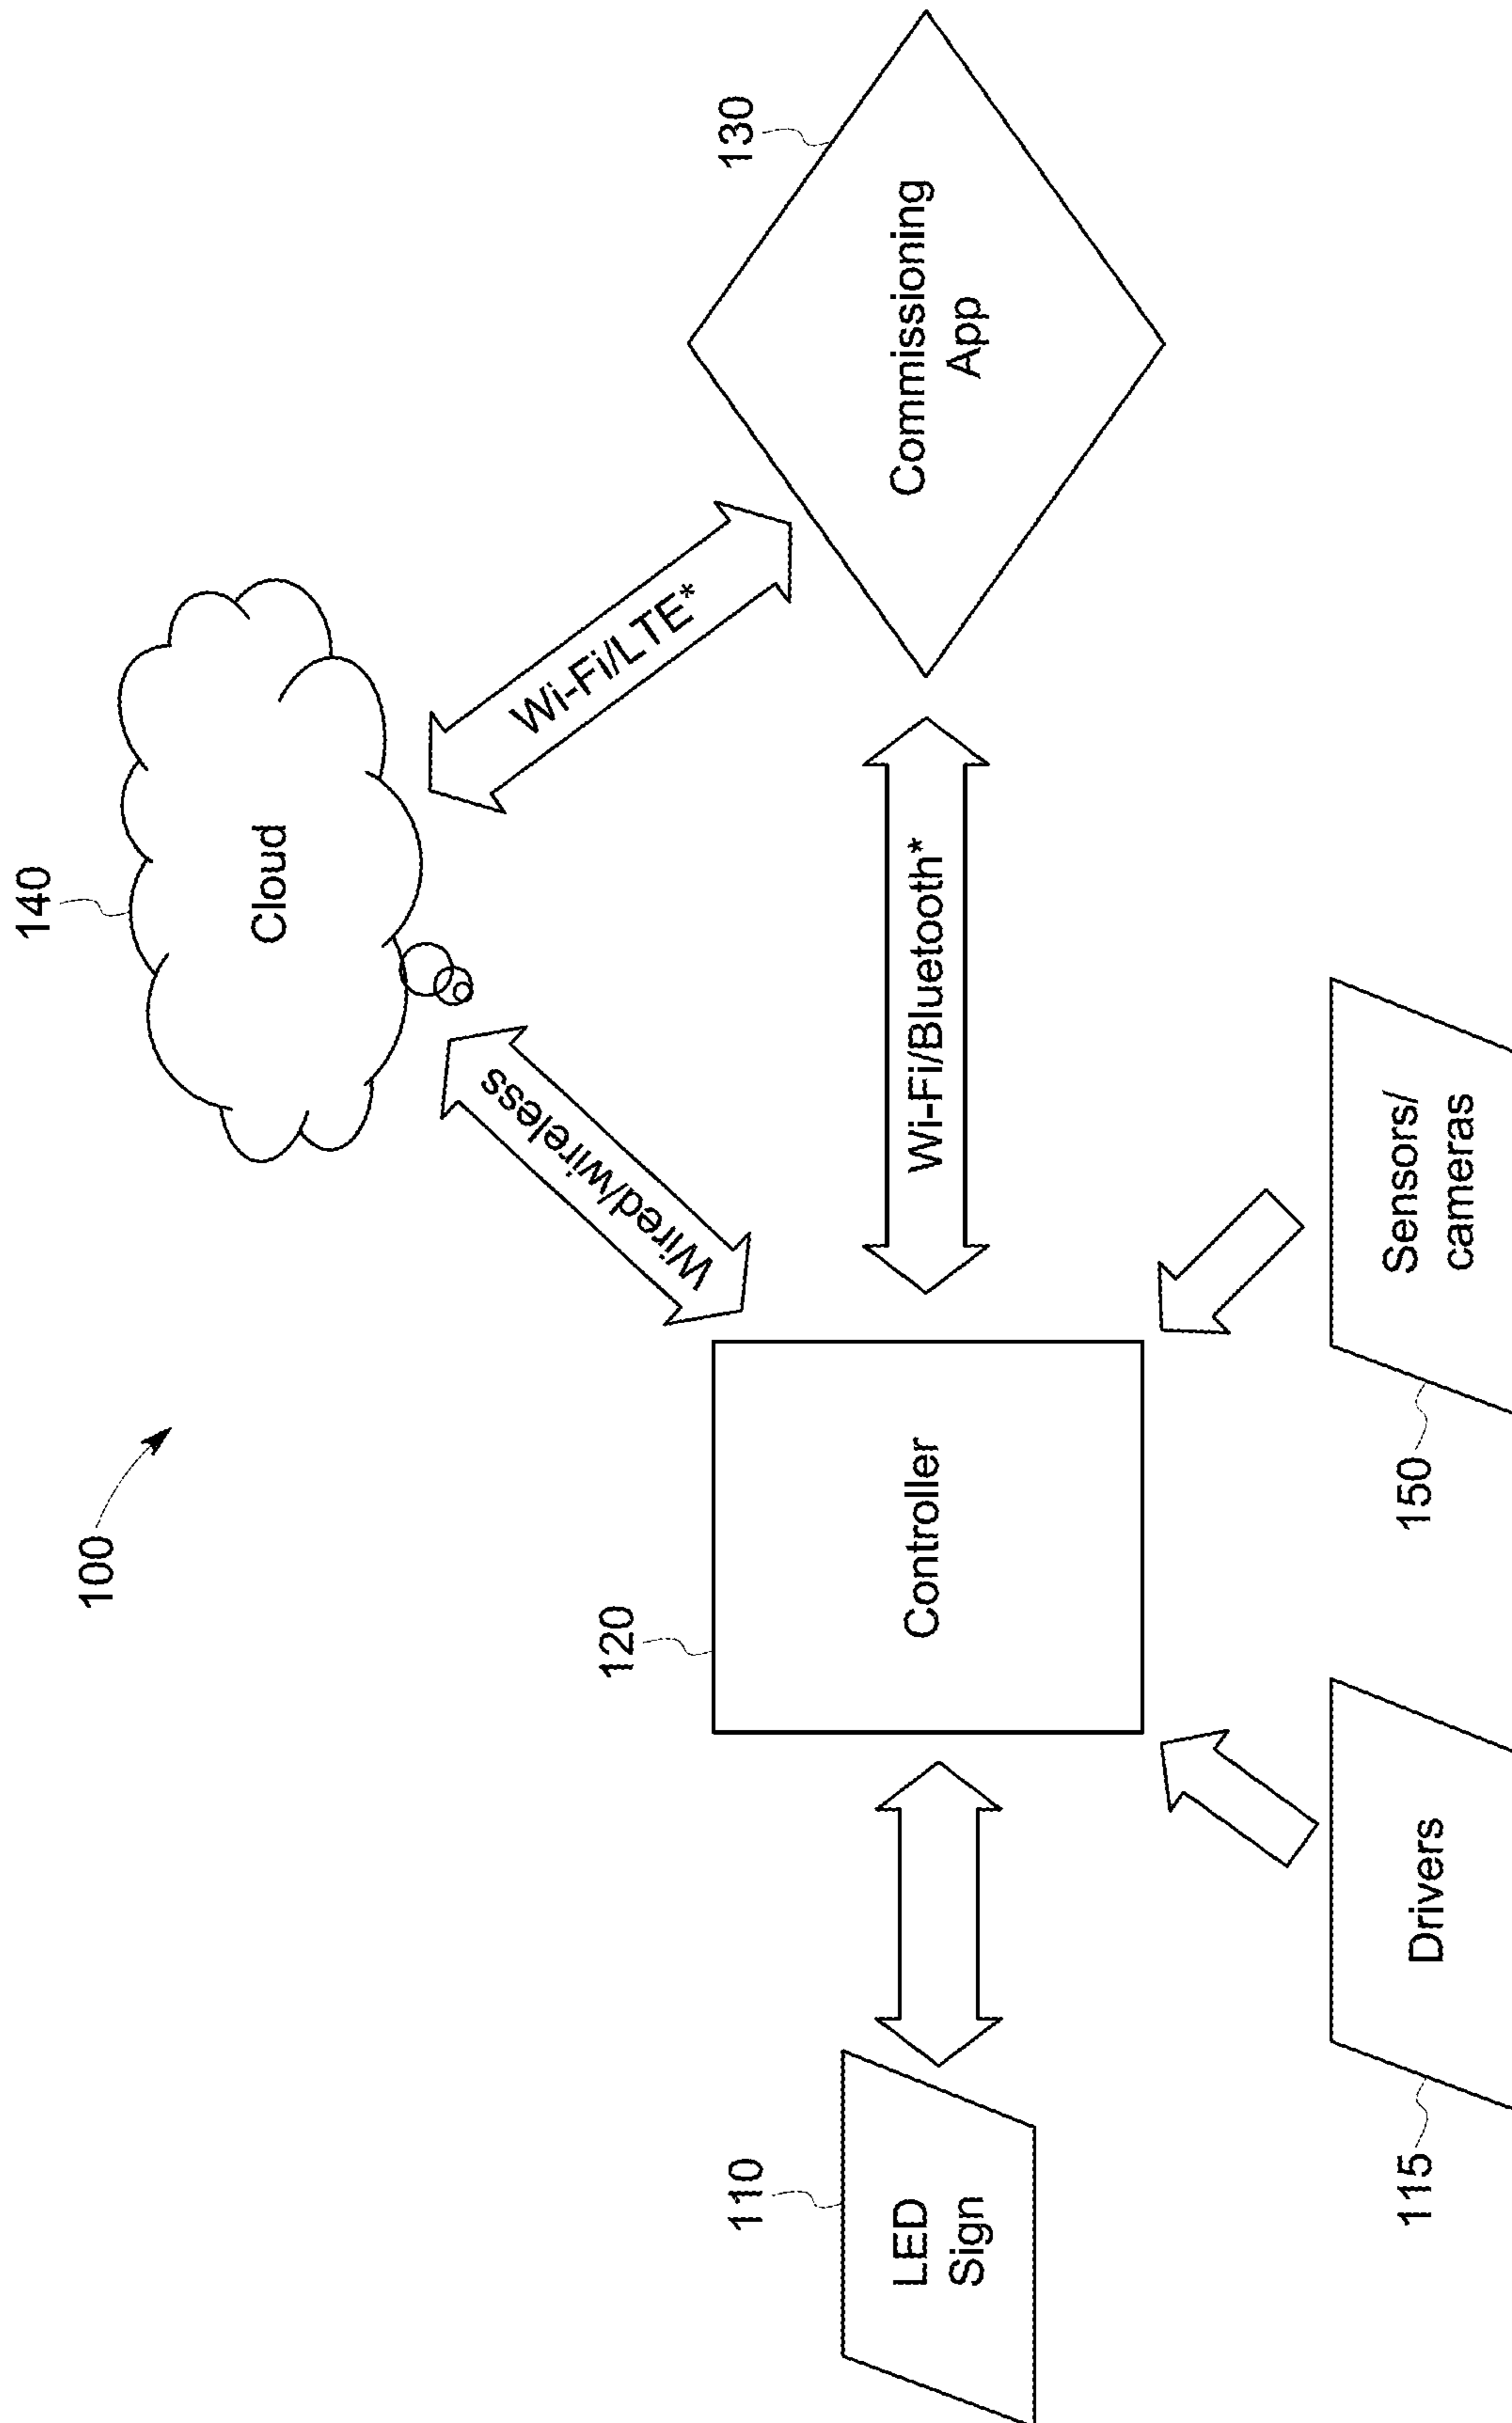 100
140
Cloud
Wired/wireless
Wi-Fi/LTE*
110
LED
Sign
120
Controller
Wi-Fi/Bluetooth*
130
Commissioning
App
115
Drivers
150
Sensors/
cameras